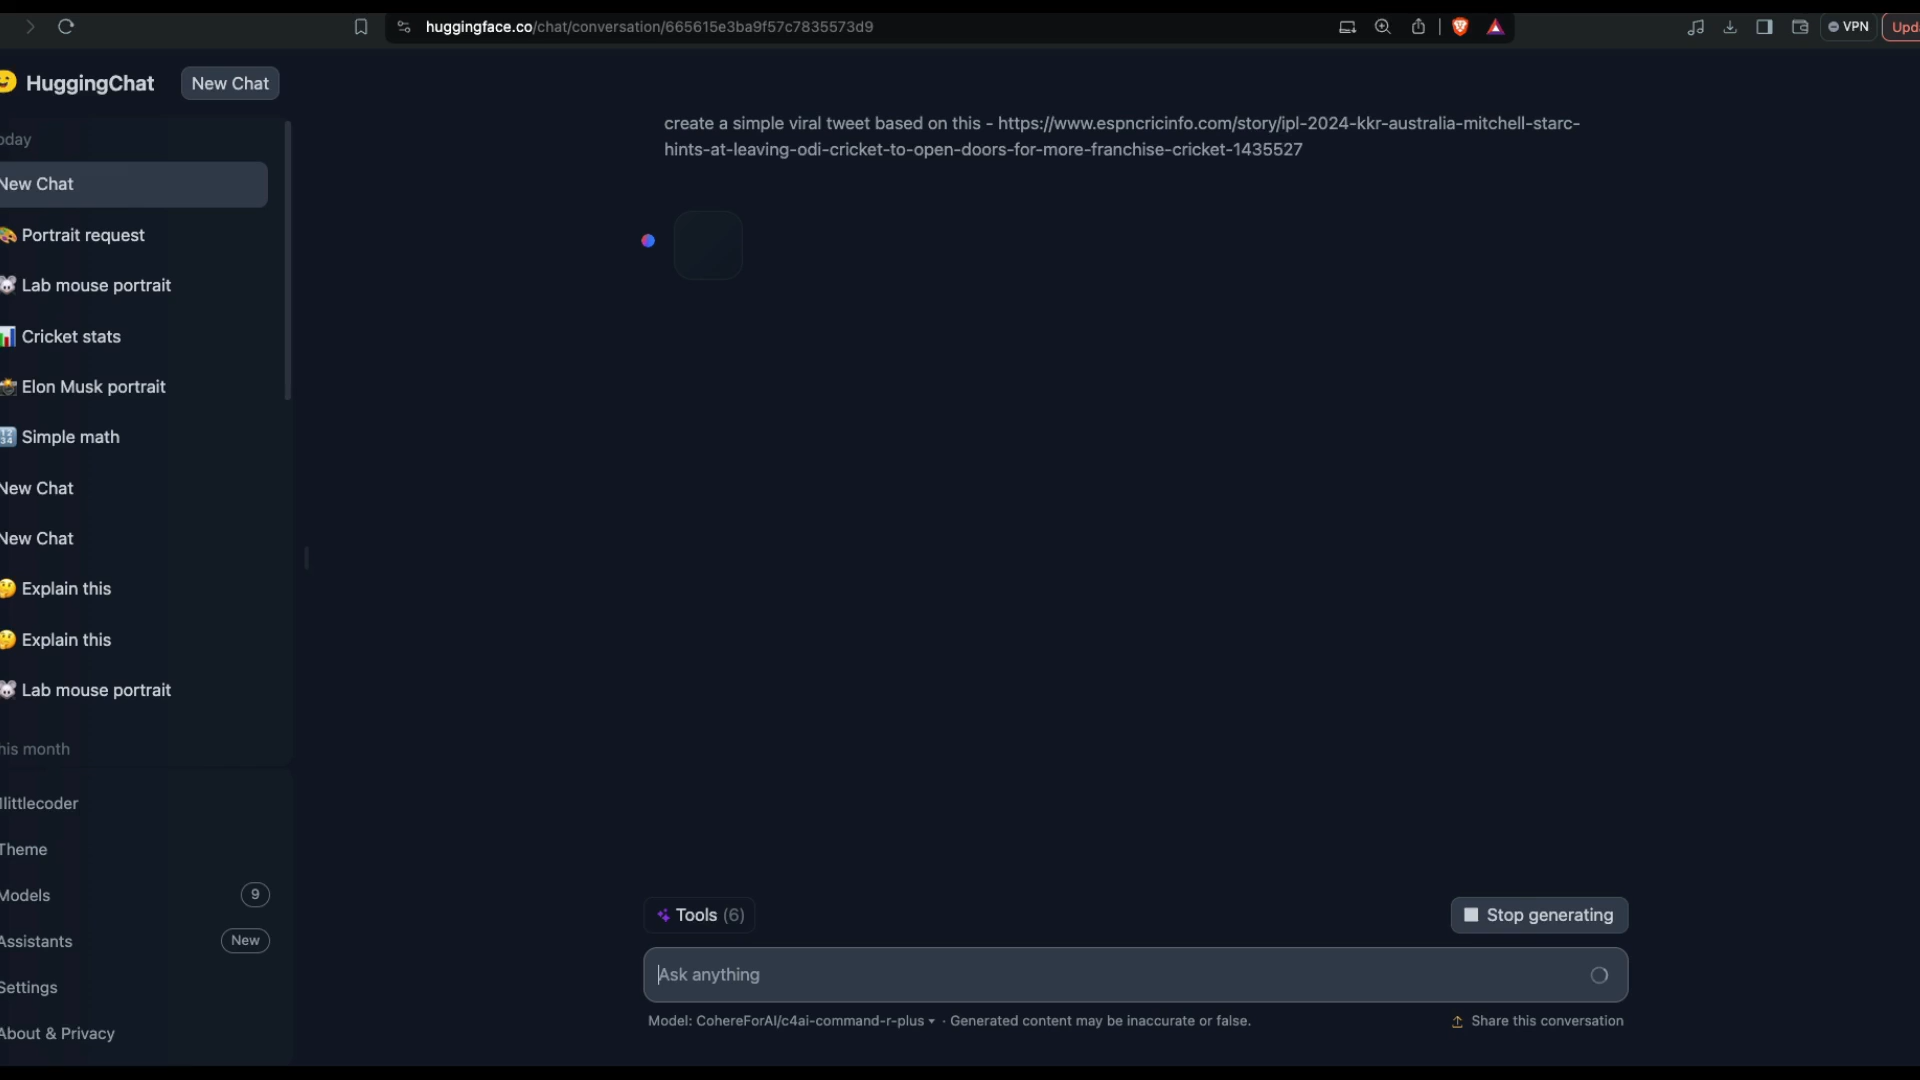 huggingface.co/chat/conversation/665615e3ba9f57c7835573d9
VPN
Upda
HuggingChat
New Chat
oday
New Chat
Portrait request
Lab mouse portrait
Cricket stats
Elon Musk portrait
Simple math
New Chat
New Chat
Explain this
Explain this
Lab mouse portrait
his month
1littlecoder
Theme
Models
9
Assistants
New
Settings
About & Privacy
create a simple viral tweet based on this - https://www.espncricinfo.com/story/ipl-2024-kkr-australia-mitchell-starc-
hints-at-leaving-odi-cricket-to-open-doors-for-more-franchise-cricket-1435527
Tools (6)
Stop generating
Ask anything
Model: CohereForAI/c4ai-command-r-plus · Generated content may be inaccurate or false.
Share this conversation